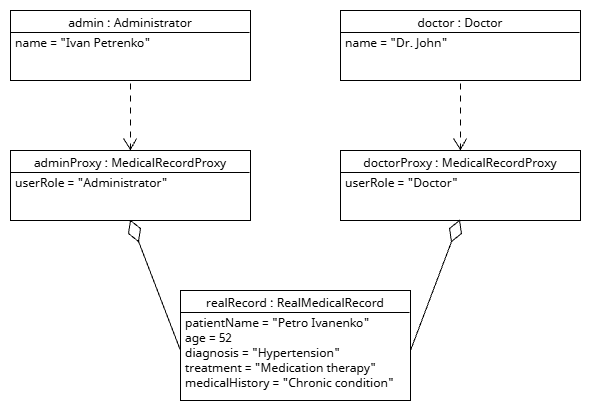 admin : Administrator
name = "Ivan Petrenko"
doctor : Doctor
name = "Dr. John"
adminProxy : MedicalRecordProxy
userRole = "Administrator"
doctorProxy : MedicalRecordProxy
userRole = "Doctor"
realRecord : RealMedicalRecord
patientName = "Petro Ivanenko"
age = 52
diagnosis = "Hypertension"
treatment = "Medication therapy"
medicalHistory = "Chronic condition"